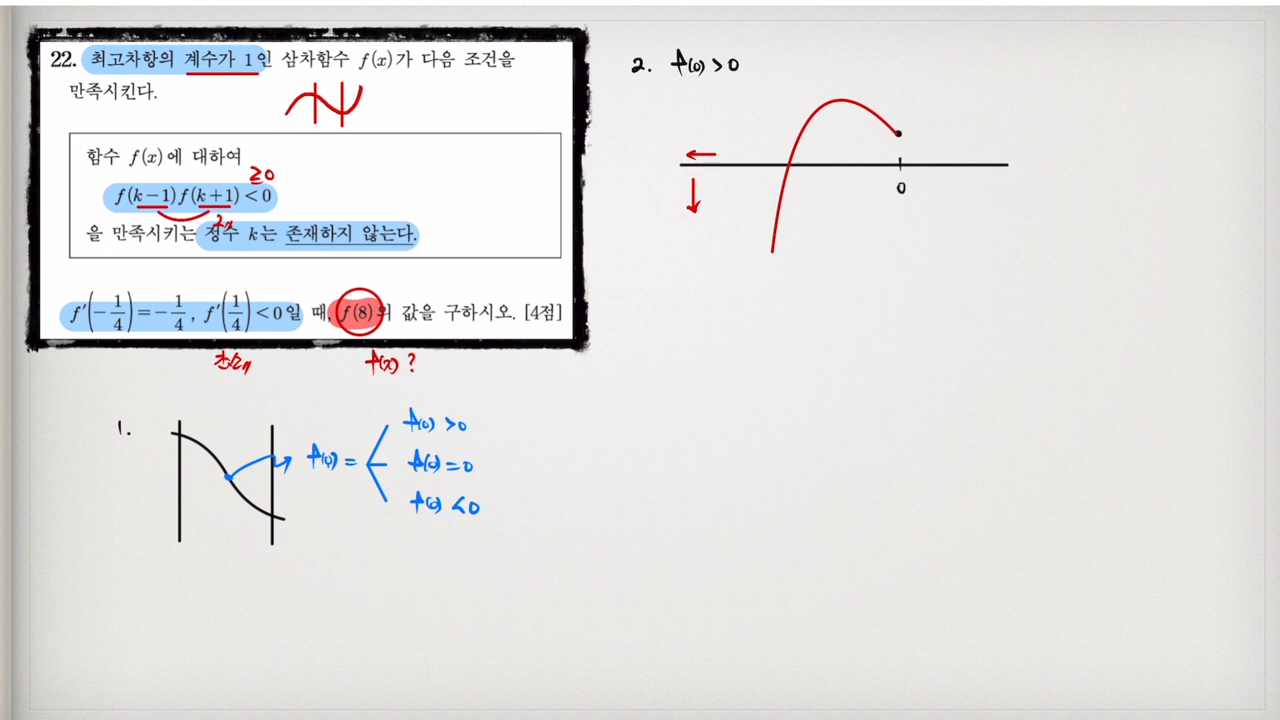 22. 최고차항의 계수가 1인 삼차함수 f(x)가 다음 조건을
만족시킨다.
함수 f(x)에 대하여
≥0
f(k−1)f(k+1)<0
2차
을 만족시키는 정수 k는 존재하지 않는다.
f′(−1/4)=−1/4, f′(1/4)<0일 때, f(8)의 값을 구하시오. [4점]
f(x) ?
1.
f(0) =
f(0) >0
f(0) =0
f(0) <0
2. f(0) >0
0